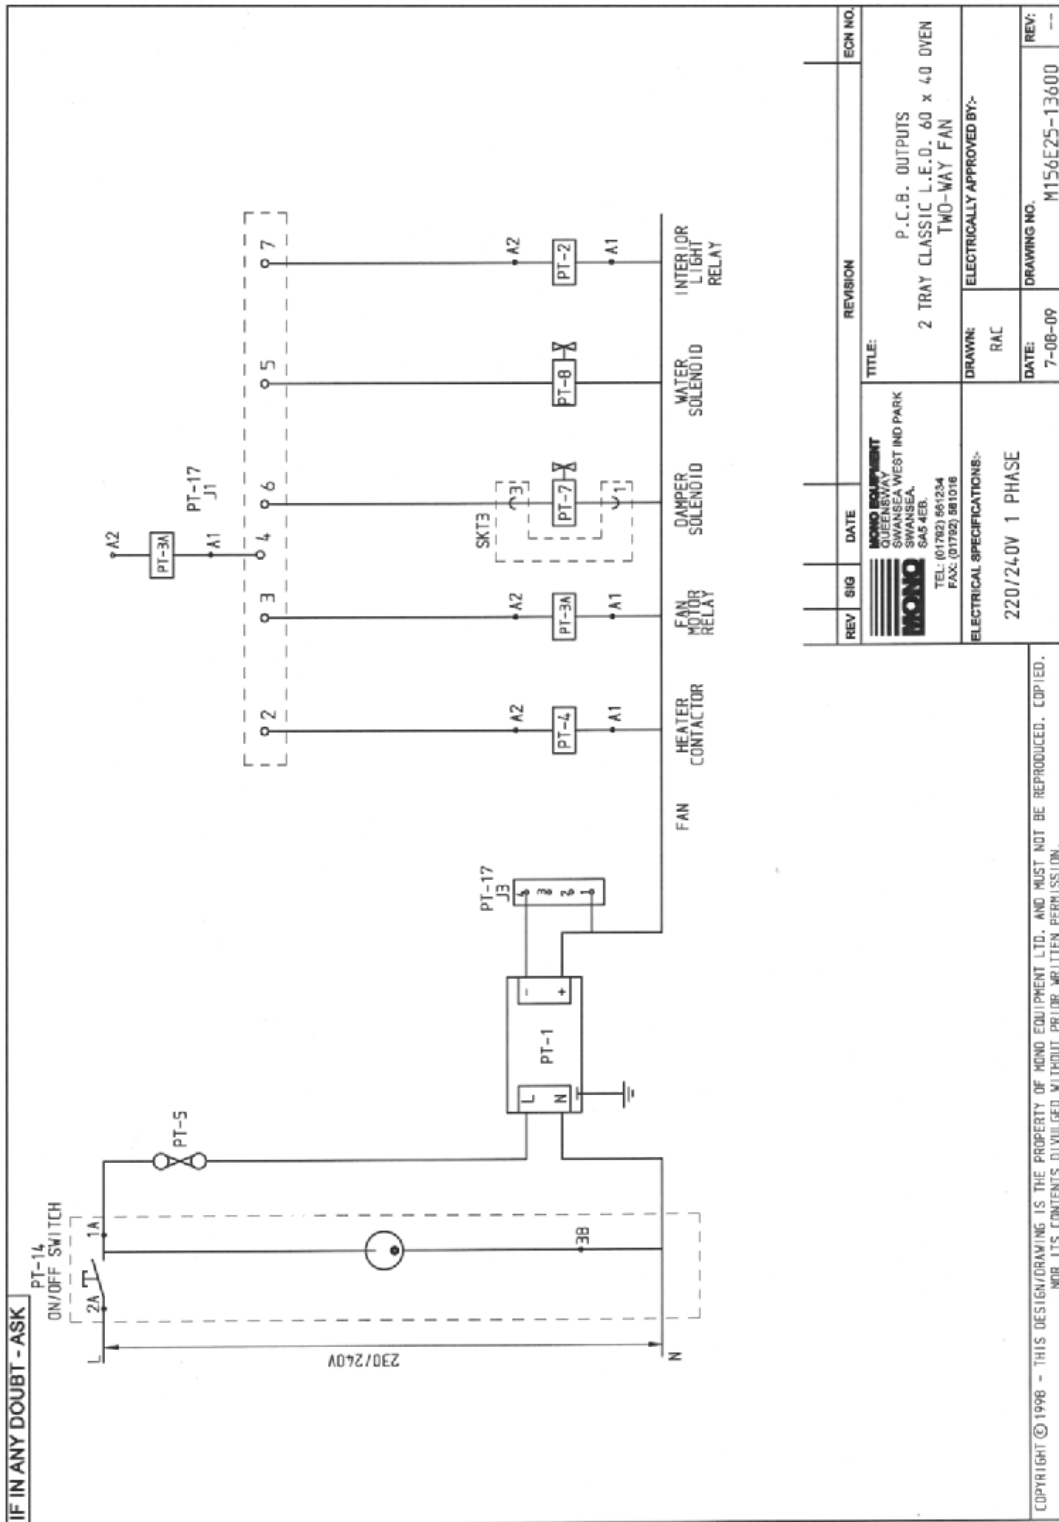 IF IN ANY DOUBT - ASK
PT-14
ON/OFF SWITCH
L
2A
1A
230/240V
N
3B
PT-5
L
N
PT-1
-
+
PT-17
J3
4
3
2
1
FAN
PT-17
J1
A2
PT-3A
A1
2
3
4
6
5
7
A2
PT-4
A1
HEATER
CONTACTOR
A2
PT-3A
A1
FAN
MOTOR
RELAY
SKT3
3
PT-7
1
DAMPER
SOLENOID
PT-8
WATER
SOLENOID
A2
PT-2
A1
INTERIOR
LIGHT
RELAY
REV
SIG
DATE
REVISION
ECN NO.
MONO
MONO EQUIPMENT
QUEENSWAY
SWANSEA WEST IND PARK
SWANSEA.
SA5 4EB.
TEL: (01792) 561234
FAX: (01792) 561016
TITLE:
P.C.B. OUTPUTS
2 TRAY CLASSIC L.E.D. 60 x 40 OVEN
TWO-WAY FAN
ELECTRICAL SPECIFICATIONS:-
220/240V 1 PHASE
DRAWN:
RAC
ELECTRICALLY APPROVED BY:-
DATE:
7-08-09
DRAWING NO.
M156E25-13600
REV:
--
COPYRIGHT © 1998 - THIS DESIGN/DRAWING IS THE PROPERTY OF MONO EQUIPMENT LTD. AND MUST NOT BE REPRODUCED. COPIED.
NOR ITS CONTENTS DIVULGED WITHOUT PRIOR WRITTEN PERMISSION.